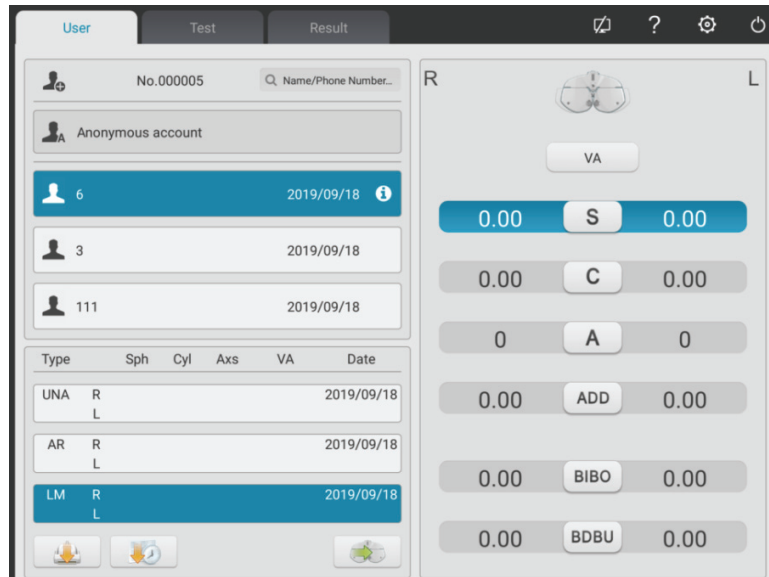 User Test Result ?
No.000005 Name/Phone Number...
A Anonymous account
6 2019/09/18 i
3 2019/09/18
111 2019/09/18
Type Sph Cyl Axs VA Date
UNA R 2019/09/18
L
AR R 2019/09/18
L
LM R 2019/09/18
L
R L
VA
0.00 S 0.00
0.00 C 0.00
0 A 0
0.00 ADD 0.00
0.00 BIBO 0.00
0.00 BDBU 0.00